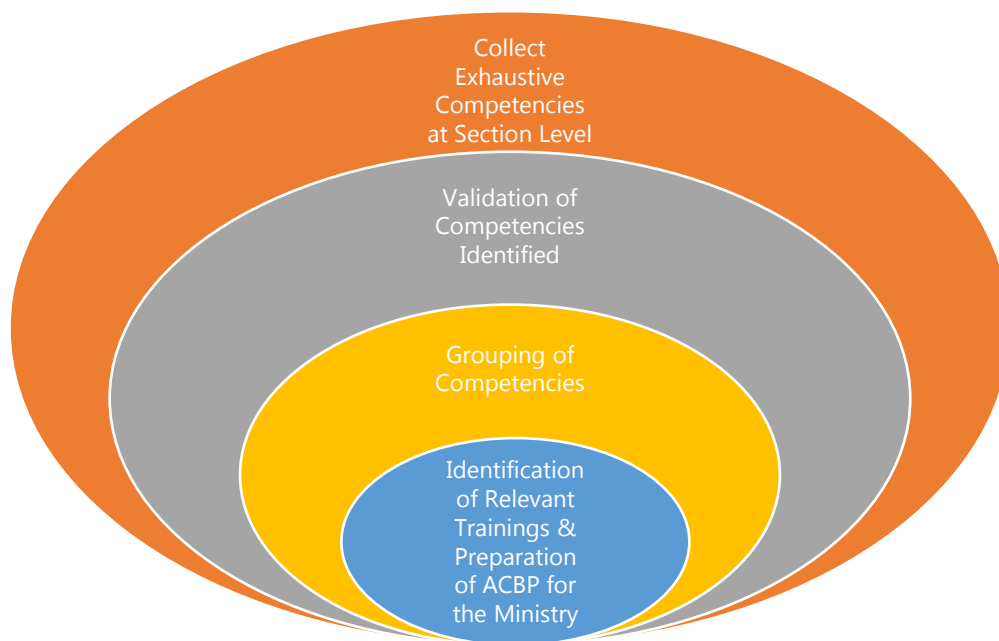 Collect
Exhaustive
Competencies
at Section Level
Validation of
Competencies
Identified
Grouping of
Competencies
Identification
of Relevant
Trainings &
Preparation
of ACBP for
the Ministry